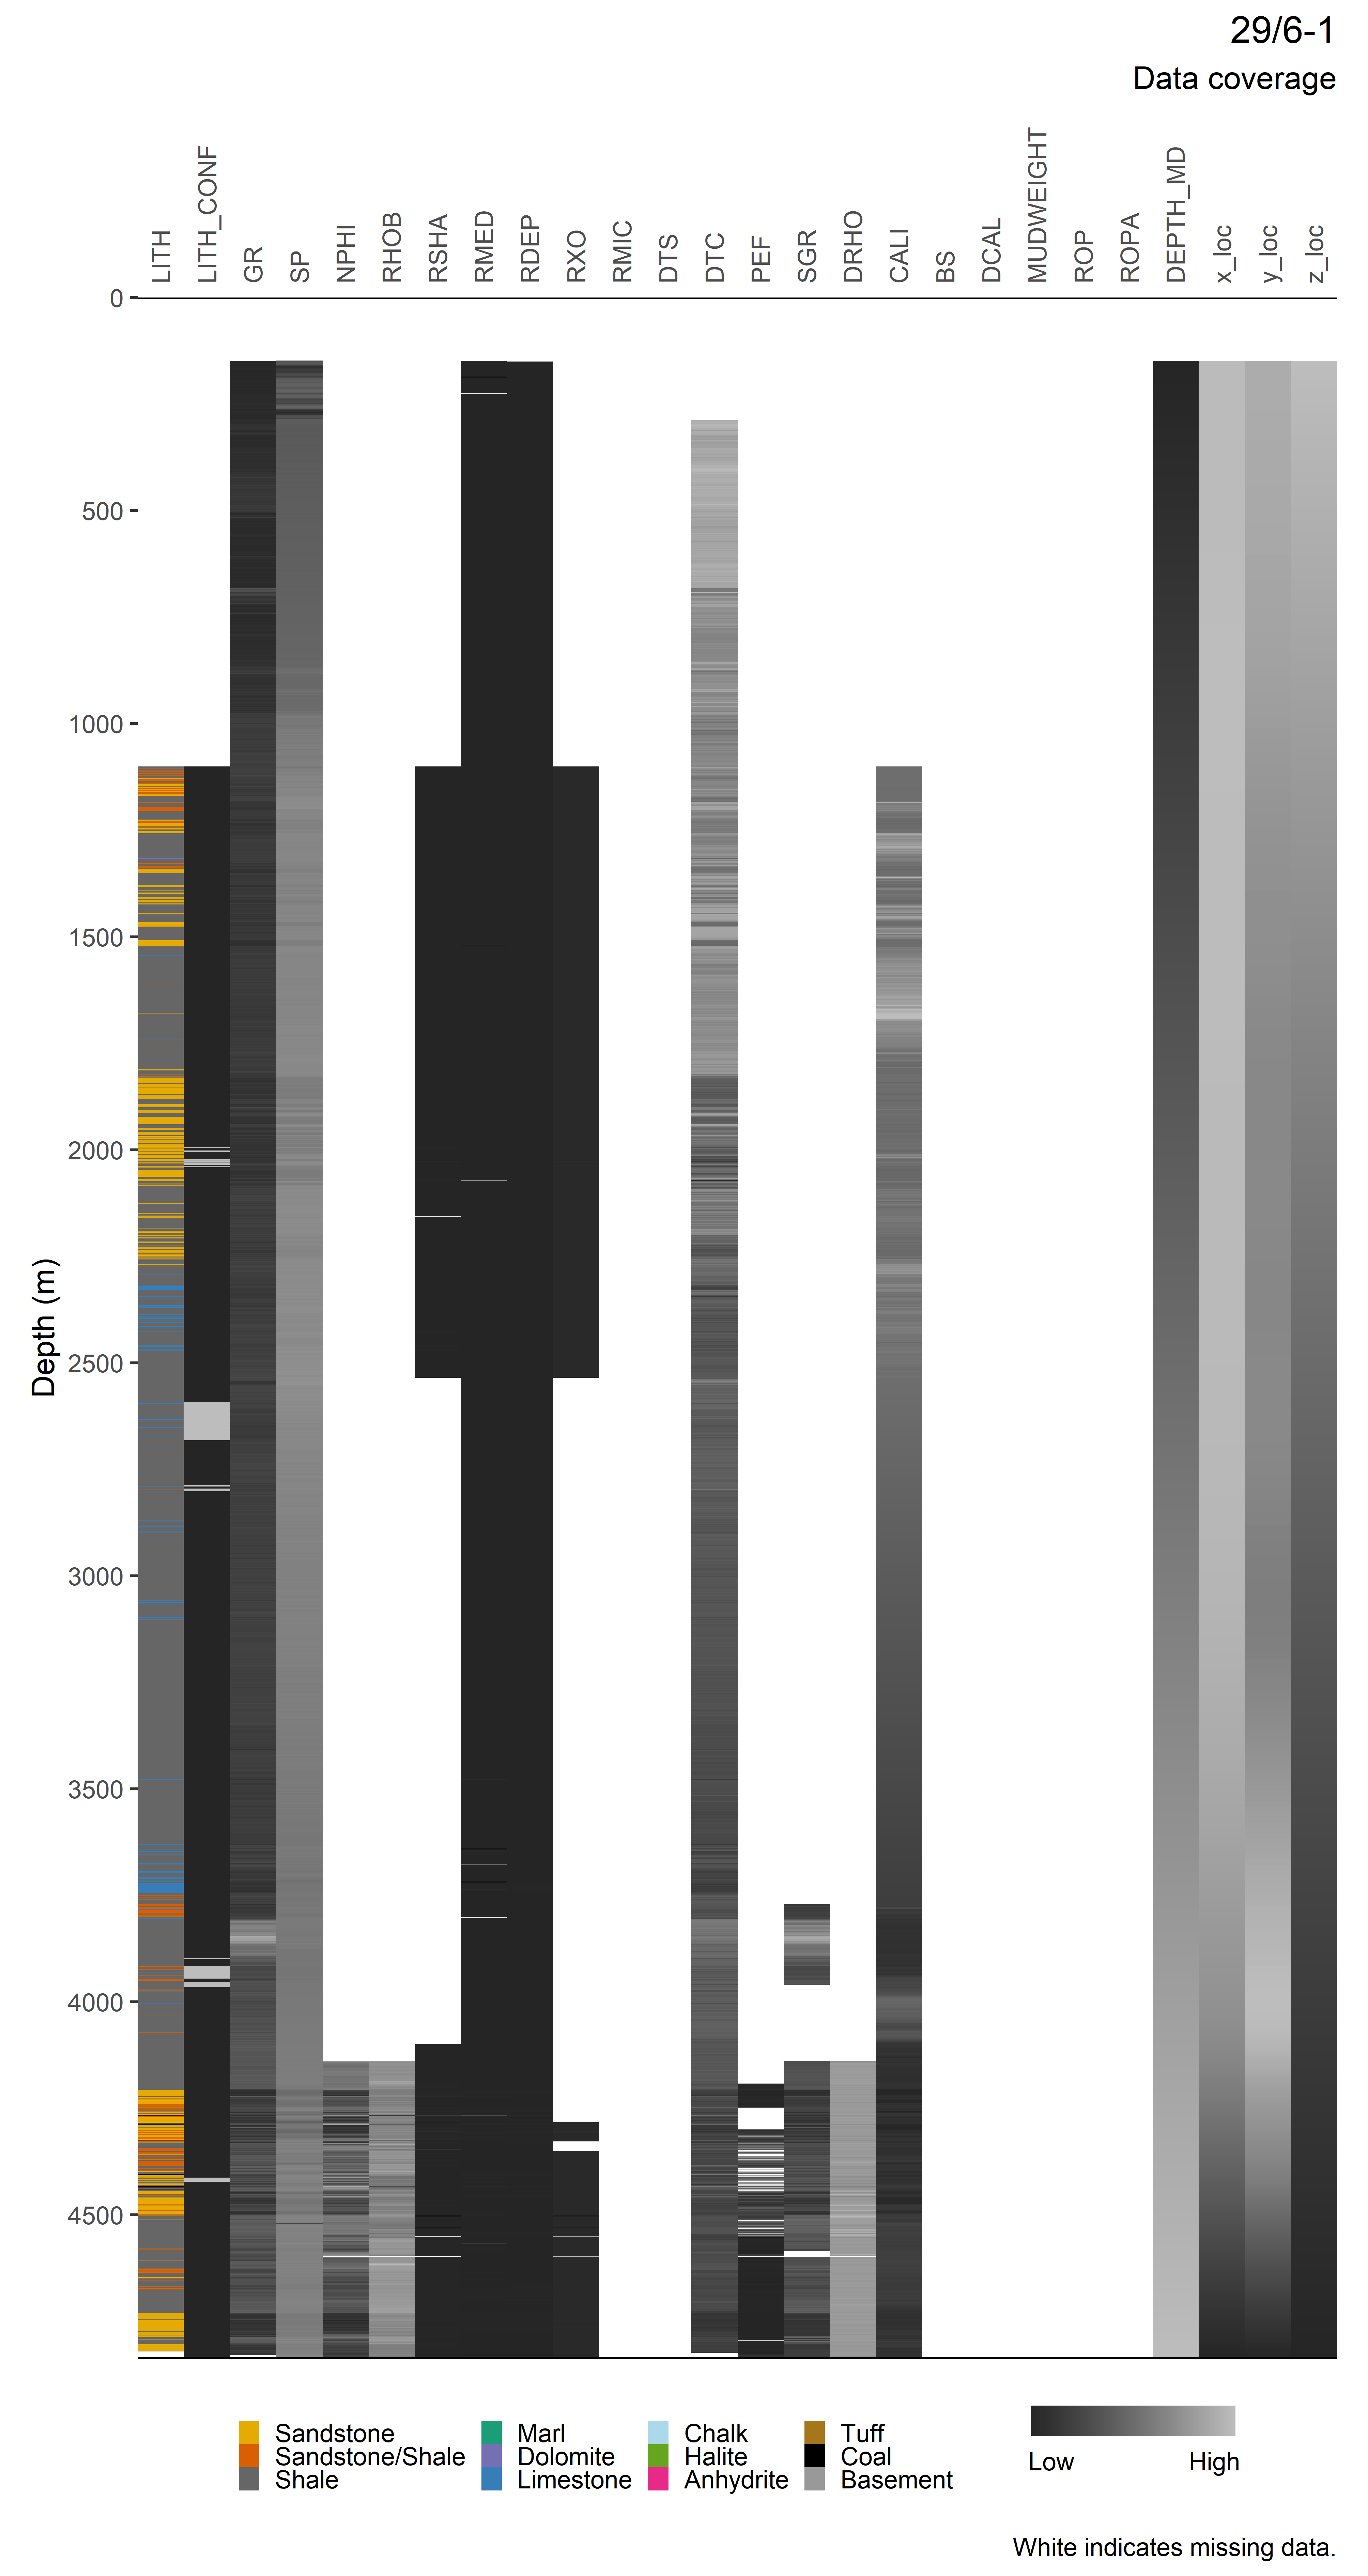 29/6-1
Data coverage
LITH
LITH_CONF
GR
SP
NPHI
RHOB
RSHA
RMED
RDEP
RXO
RMIC
DTS
DTC
PEF
SGR
DRHO
CALI
BS
DCAL
MUDWEIGHT
ROP
ROPA
DEPTH_MD
x_loc
y_loc
z_loc
0
500
1000
1500
2000
2500
3000
3500
4000
4500
Depth (m)
Sandstone
Sandstone/Shale
Shale
Marl
Dolomite
Limestone
Chalk
Halite
Anhydrite
Tuff
Coal
Basement
Low
High
White indicates missing data.